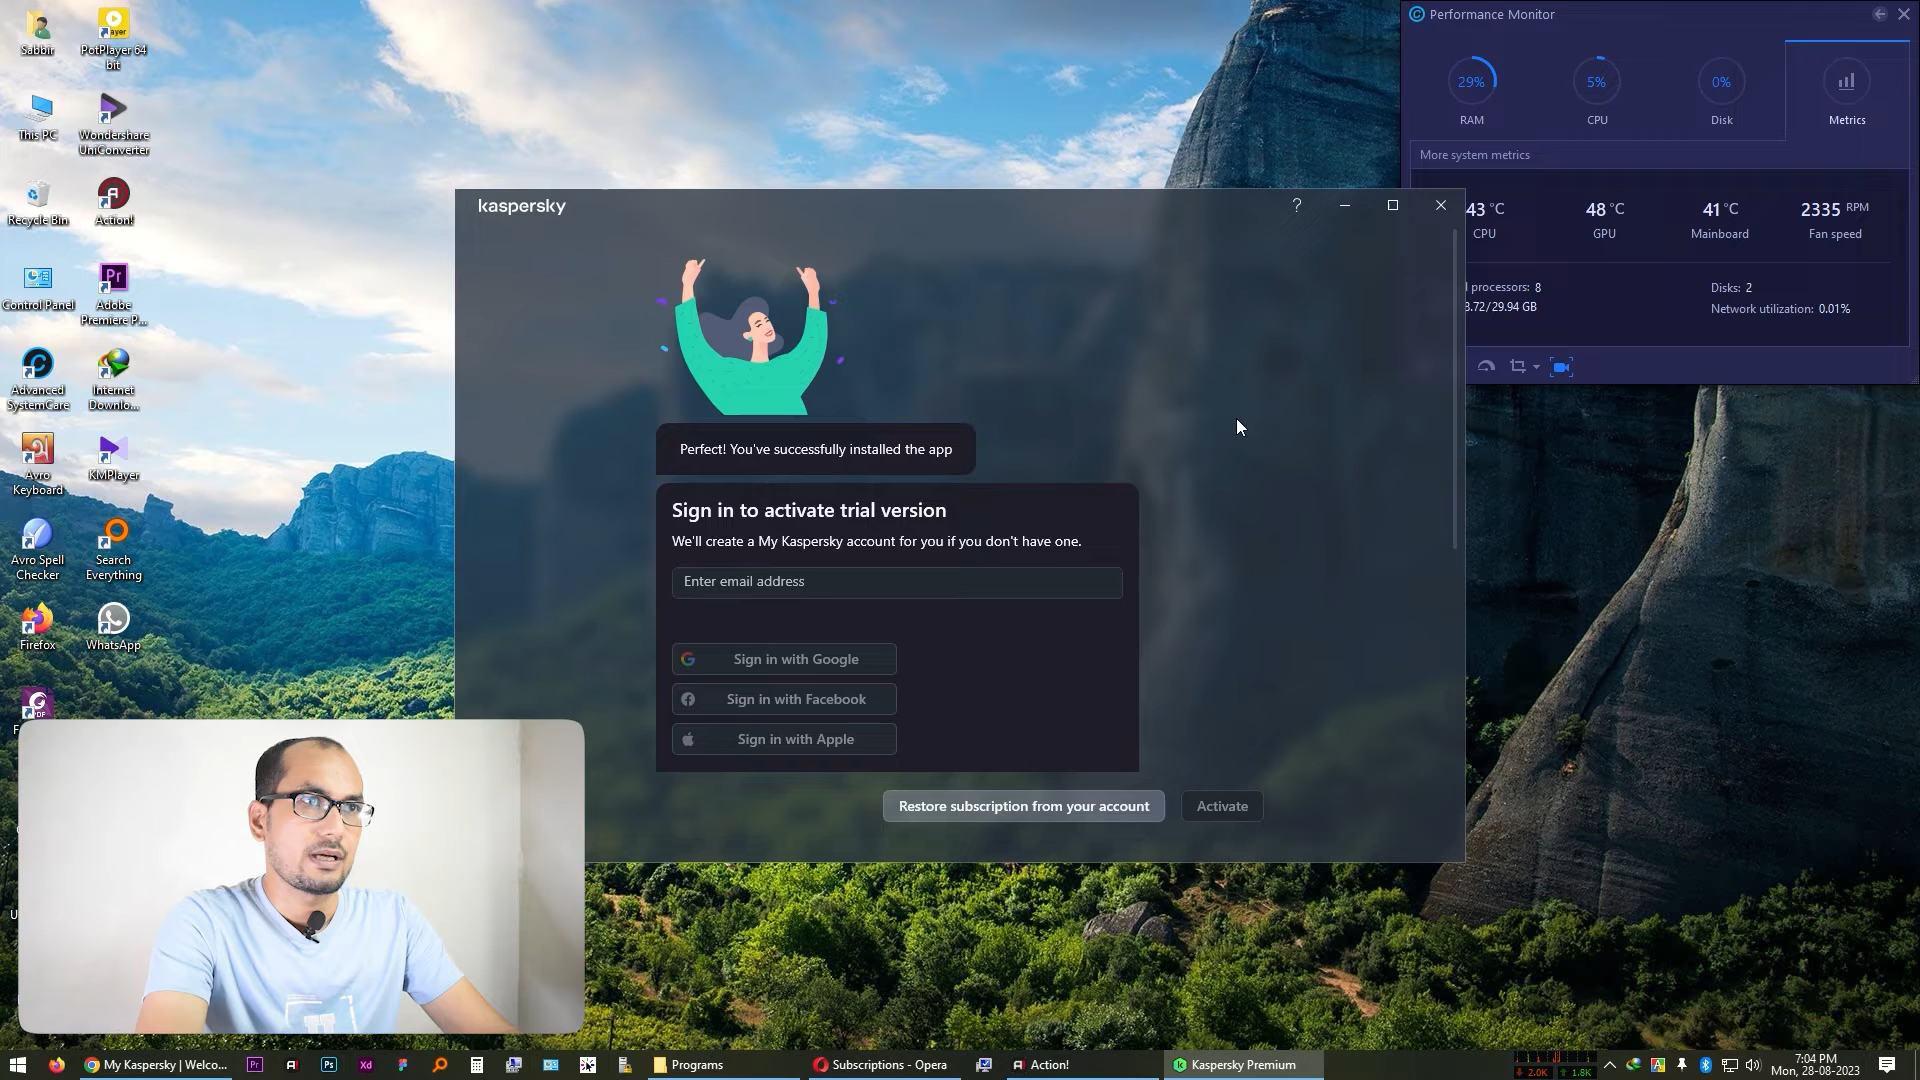 Sabbir
PotPlayer 64 bit
This PC
Wondershare UniConverter
Recycle Bin
Action!
Control Panel
Adobe Premiere P...
Advanced SystemCare
Internet Downlo...
Avro Keyboard
KMPlayer
Avro Spell Checker
Search Everything
Firefox
WhatsApp
Performance Monitor
29%
5%
0%
RAM
CPU
Disk
Metrics
More system metrics
43 °C
48 °C
41 °C
2335 RPM
CPU
GPU
Mainboard
Fan speed
processors: 8
Disks: 2
3.72/29.94 GB
Network utilization: 0.01%
kaspersky
Perfect! You've successfully installed the app
Sign in to activate trial version
We'll create a My Kaspersky account for you if you don't have one.
Enter email address
Sign in with Google
Sign in with Facebook
Sign in with Apple
Restore subscription from your account
Activate
My Kaspersky | Welco...
Programs
Subscriptions - Opera
Action!
Kaspersky Premium
2.0K
1.8K
7:04 PM
Mon, 28-08-2023